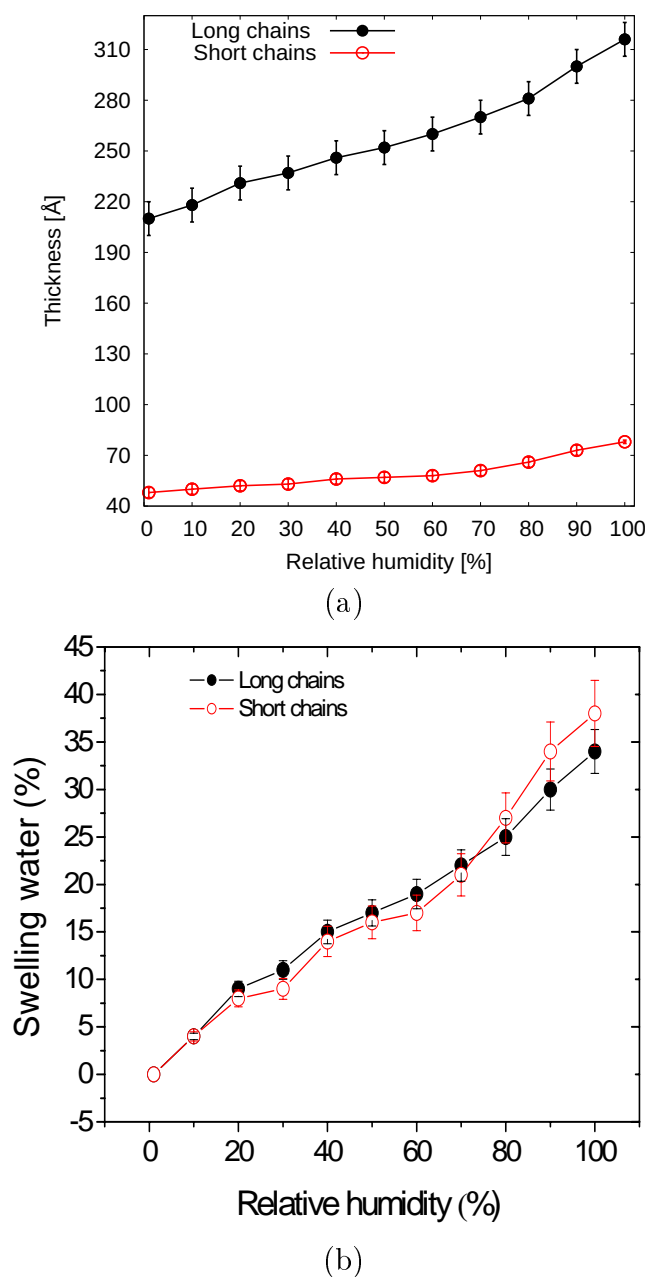 Long chains
Short chains
310
280
250
220
190
160
130
100
70
40
Thickness [Å]
0 10 20 30 40 50 60 70 80 90 100
Relative humidity [%]
(a)
45
40
35
30
25
20
15
10
5
0
-5
Long chains
Short chains
Swelling water (%)
0 20 40 60 80 100
Relative humidity (%)
(b)